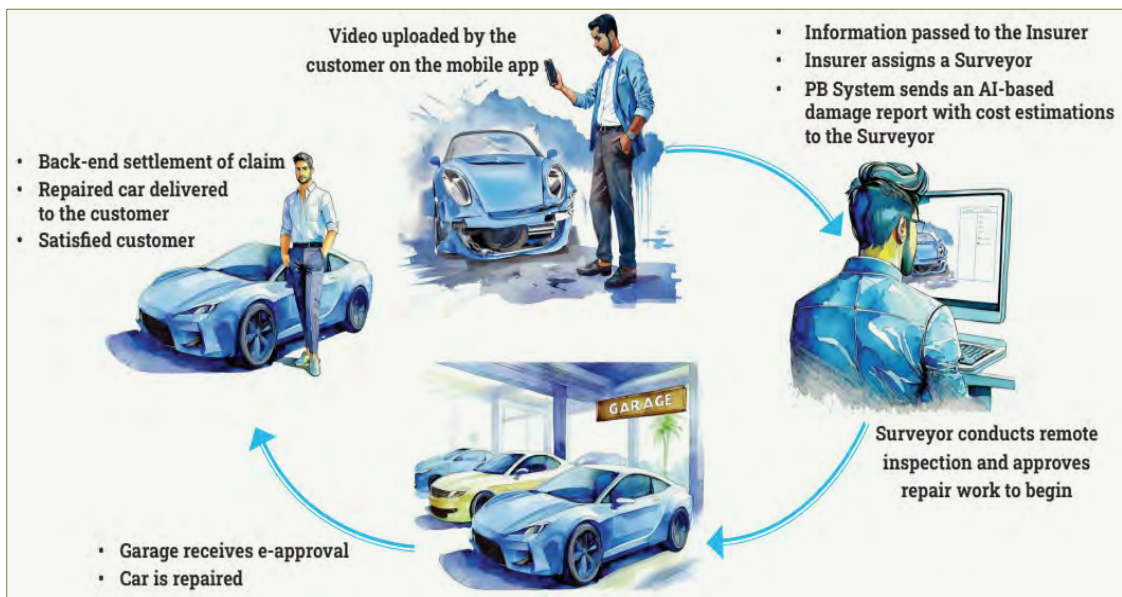 Video uploaded by the
customer on the mobile app
• Information passed to the Insurer
• Insurer assigns a Surveyor
• PB System sends an AI-based
damage report with cost estimations
to the Surveyor
Surveyor conducts remote
inspection and approves
repair work to begin
GARAGE
• Garage receives e-approval
• Car is repaired
• Back-end settlement of claim
• Repaired car delivered
to the customer
• Satisfied customer